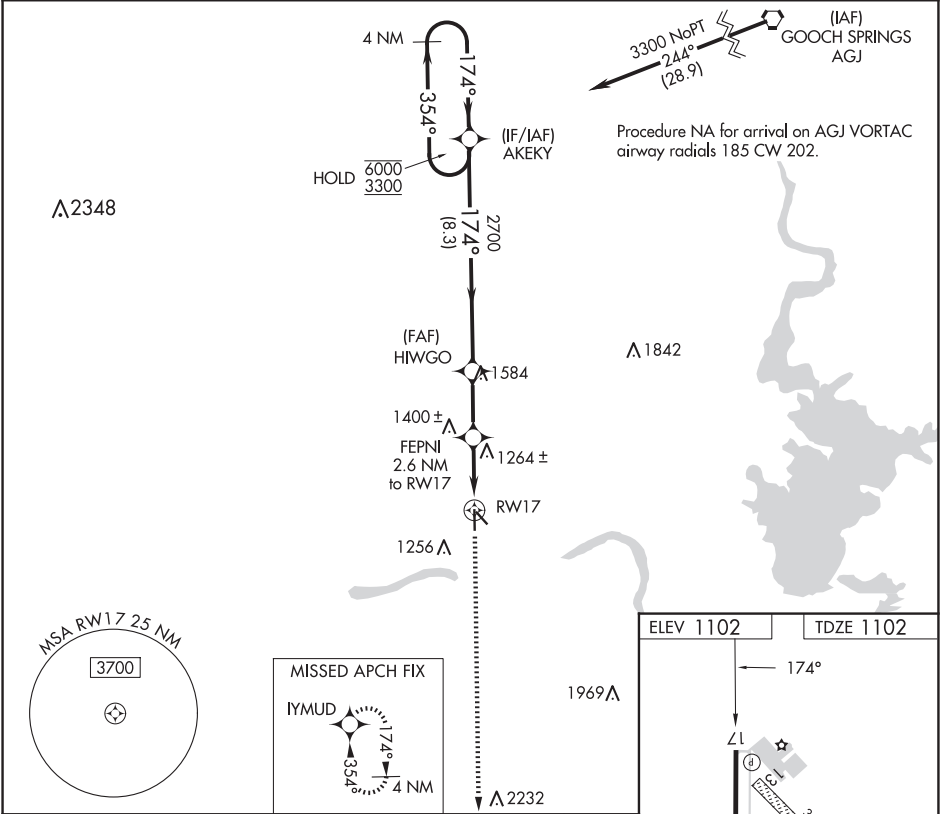 4 NM
174°
354°
(IF/IAF)
AKEKY
HOLD 6000
3300
3300 NoPT
244°
(28.9)
(IAF)
GOOCH SPRINGS
AGJ
Procedure NA for arrival on AGJ VORTAC
airway radials 185 CW 202.
2348
2700
174°
(8.3)
(FAF)
HIWGO
1584
1842
1400 ±
FEPNI
2.6 NM
to RW17
1264 ±
RW17
1256
MSA RW17 25 NM
3700
MISSED APCH FIX
IYMUD
174°
354°
4 NM
1969
2232
ELEV 1102
TDZE 1102
174°
17
P
13